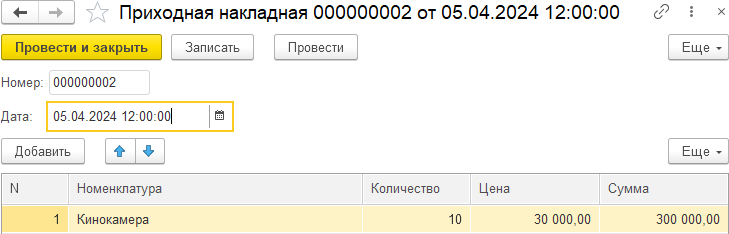 Приходная накладная 000000002 от 05.04.2024 12:00:00
Провести и закрыть Записать Провести Еще
Номер: 000000002
Дата: 05.04.2024 12:00:00
Добавить Еще
N Номенклатура Количество Цена Сумма
1 Кинокамера 10 30 000,00 300 000,00